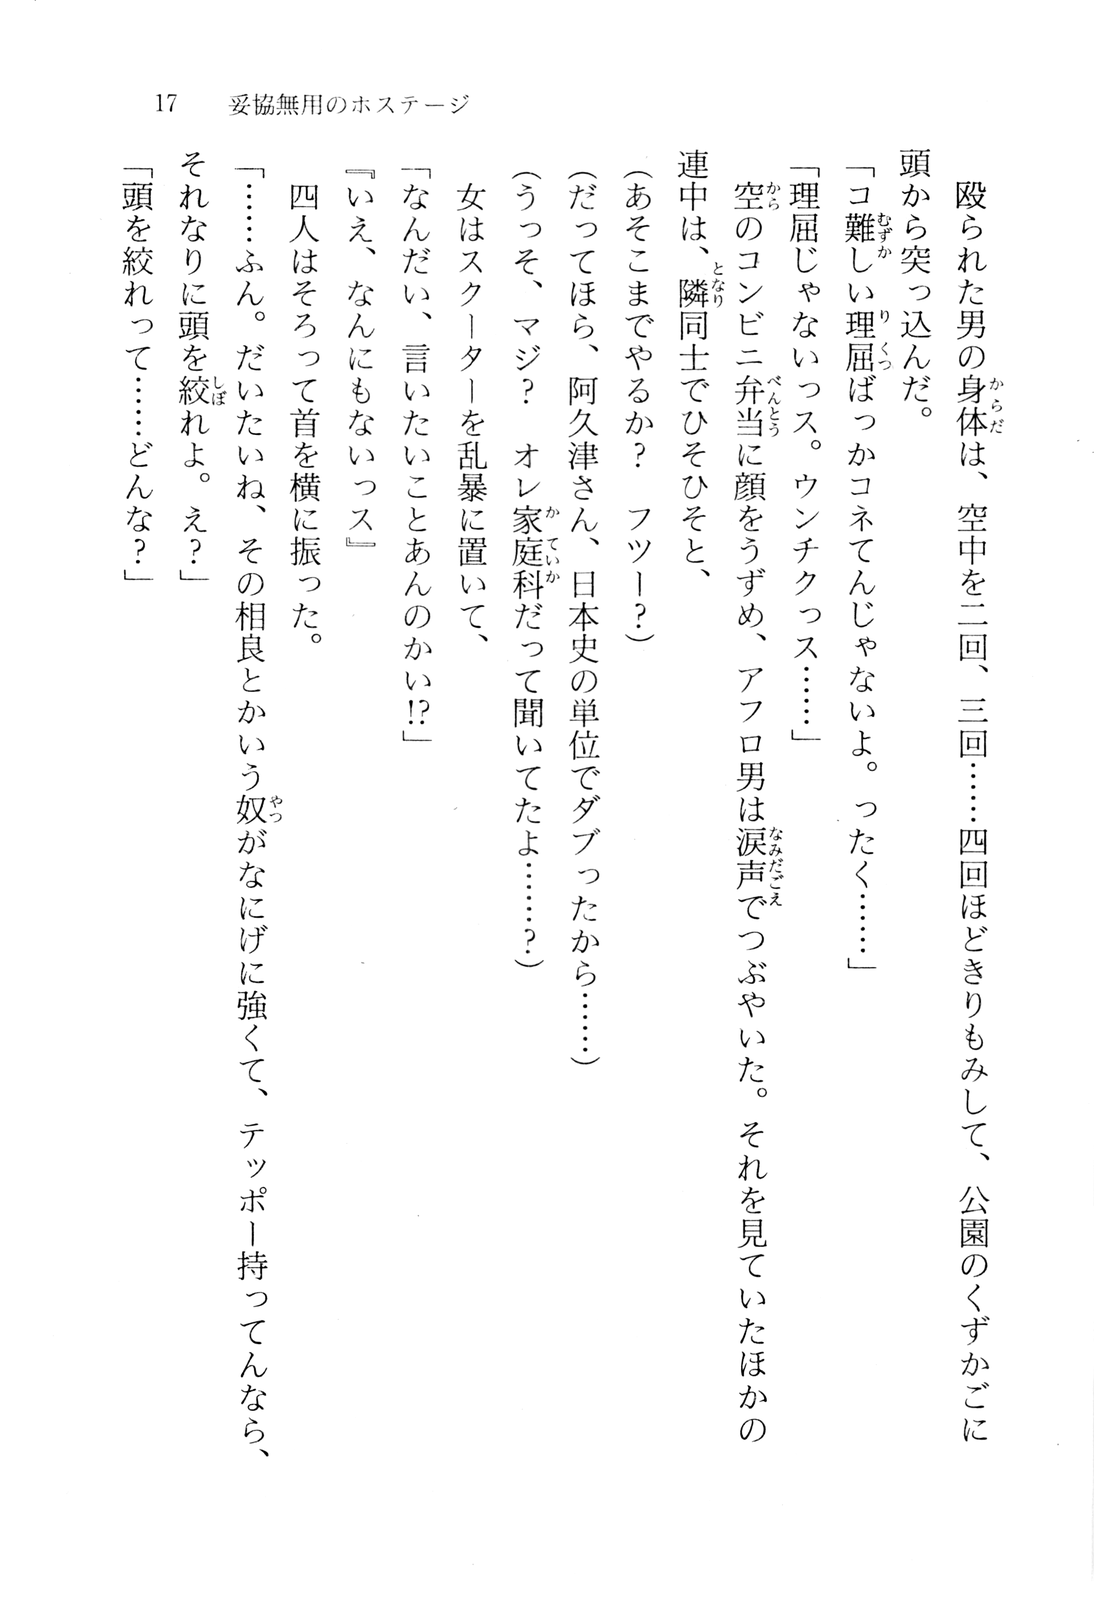 17　妥協無用のホステージ
　殴られた男の身体は、空中を二回、三回……四回ほどきりもみして、公園のくずかごに
頭から突っ込んだ。
「コ難しい理屈ばっかコネてんじゃないよ。ったく……」
「理屈じゃないっス。ウンチクっス……」
　空のコンビニ弁当に顔をうずめ、アフロ男は涙声でつぶやいた。それを見ていたほかの
連中は、隣同士でひそひそと、
（あそこまでやるか？　フツー？）
（だってほら、阿久津さん、日本史の単位でダブったから……）
（うっそ、マジ？　オレ家庭科だって聞いてたよ……？）
　女はスクーターを乱暴に置いて、
「なんだい、言いたいことあんのかい!?」
『いえ、なんにもないっス』
　四人はそろって首を横に振った。
「……ふん。だいたいね、その相良とかいう奴がなにげに強くて、テッポー持ってんなら、
それなりに頭を絞れよ。え？」
「頭を絞れって……どんな？」